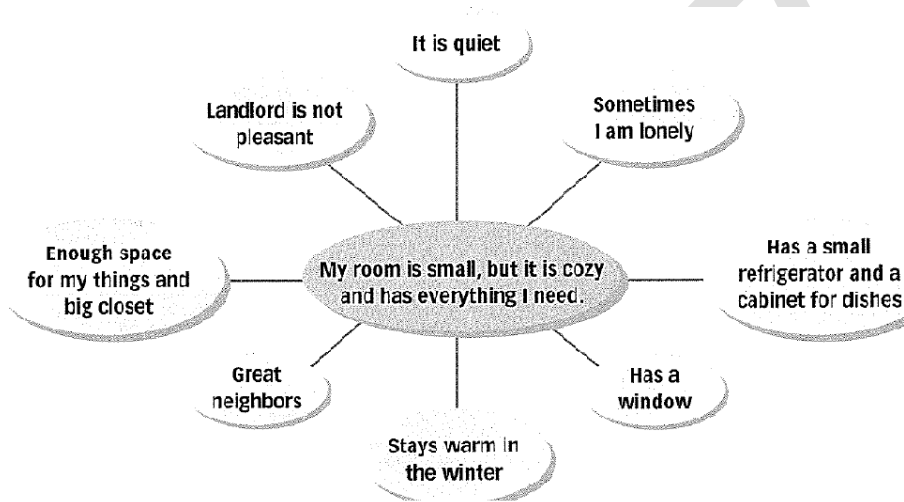 It is quiet
Landlord is not
pleasant
Sometimes
I am lonely
Enough space
for my things and
big closet
My room is small, but it is cozy
and has everything I need.
Has a small
refrigerator and a
cabinet for dishes
Great
neighbors
Has a
window
Stays warm in
the winter